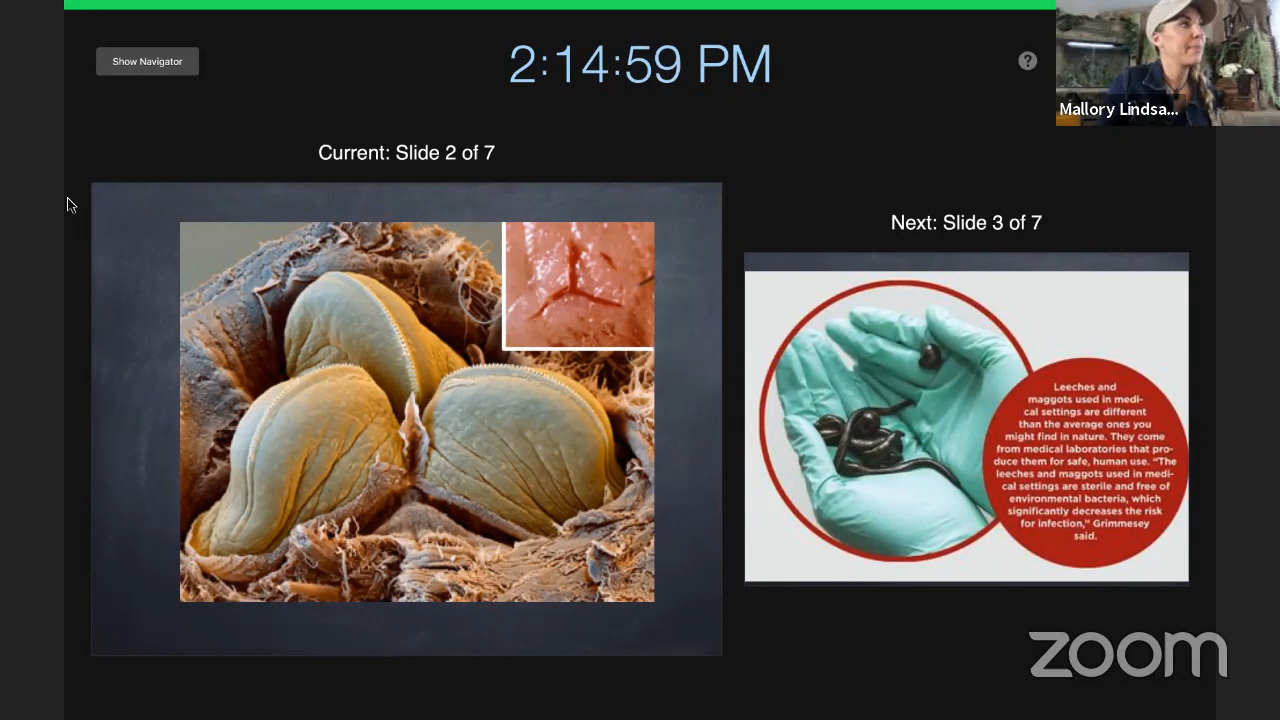 Show Navigator
2:14:59 PM
?
Mallory Lindsa...
Current: Slide 2 of 7
Next: Slide 3 of 7
Leeches and
maggots used in medi-
cal settings are different
than the average ones you
might find in nature. They come
from medical laboratories that pro-
duce them for safe, human use. “The
leeches and maggots used in medi-
cal settings are sterile and free of
environmental bacteria, which
significantly decreases the risk
for infection,” Grimmesey
said.
zoom